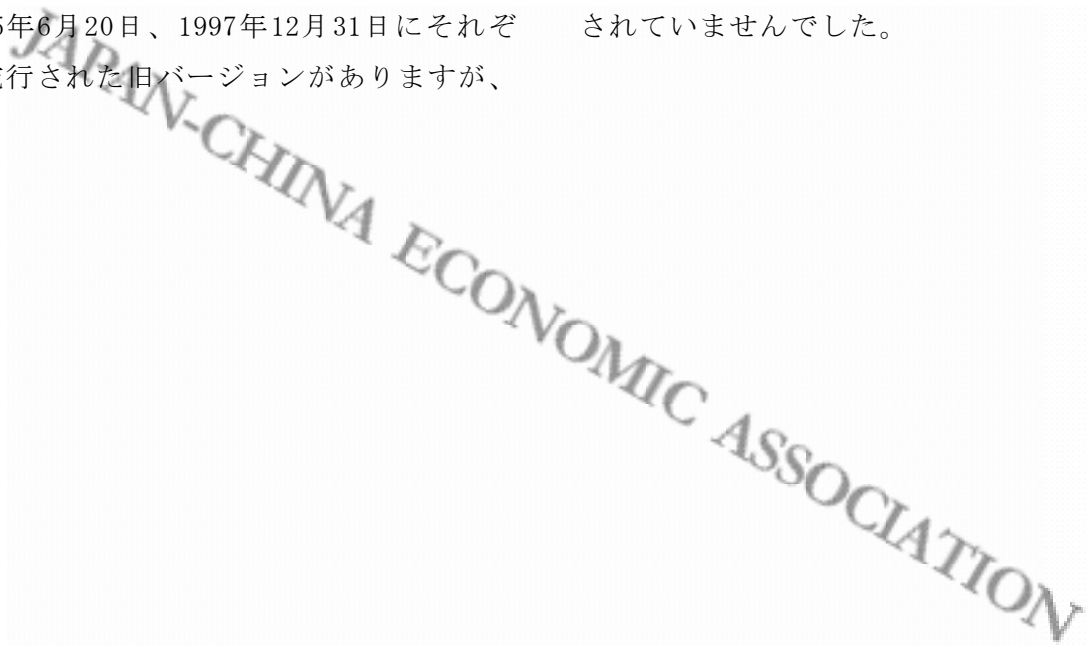 5年6月20日、1997年12月31日にそれぞ
行された旧バージョンがありますが、
されていませんでした。
JAPAN-CHINA ECONOMIC ASSOCIATION